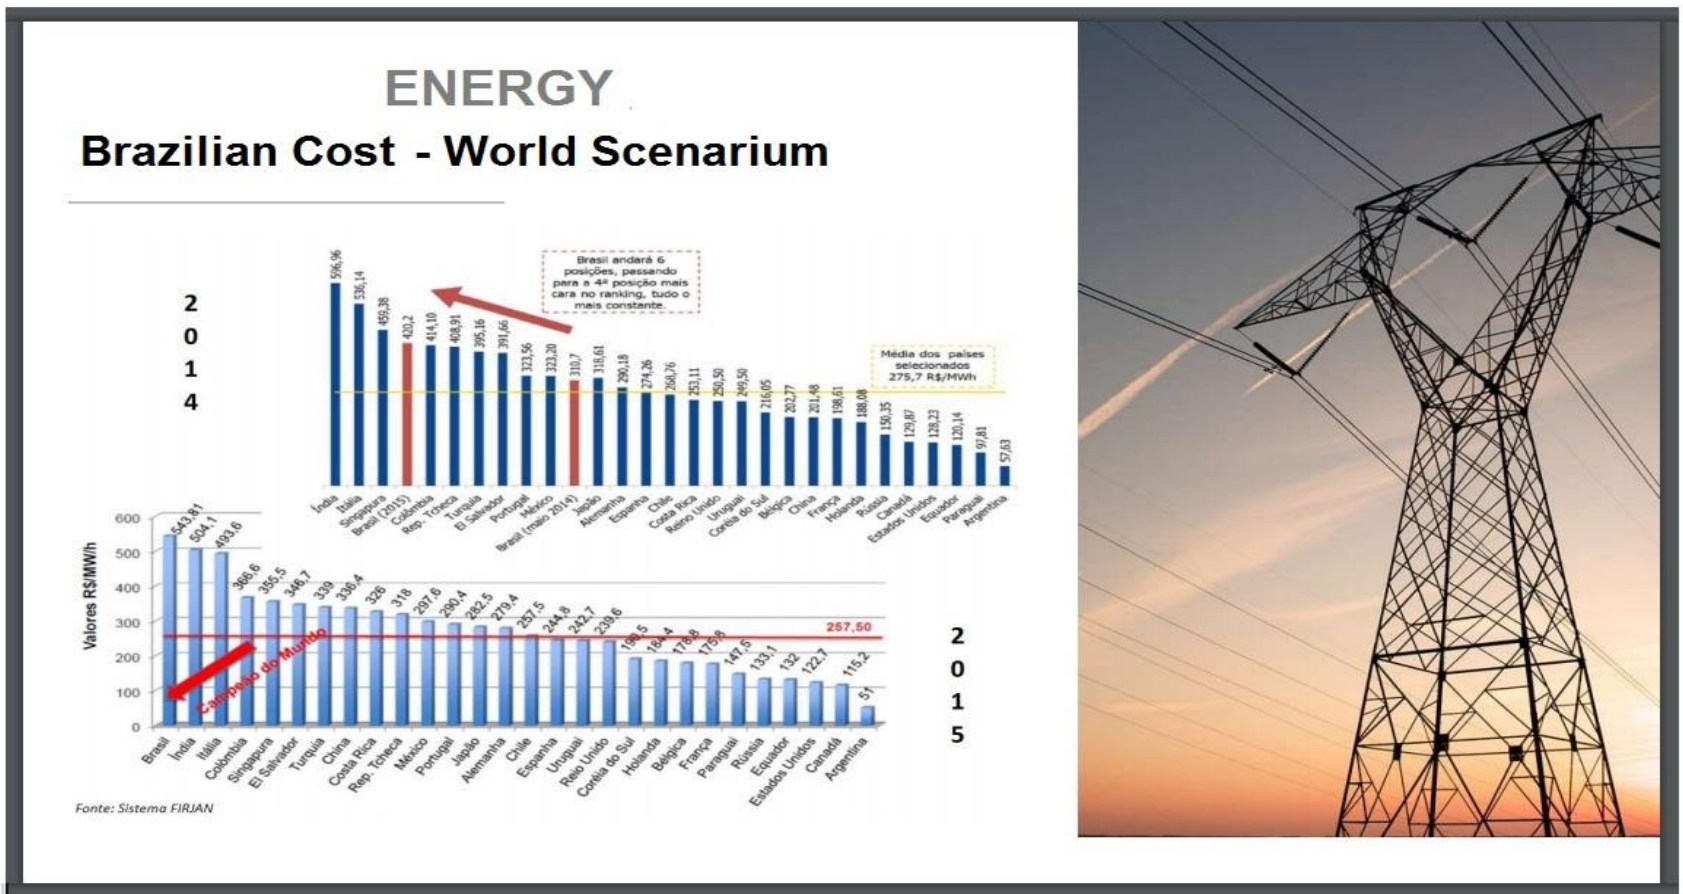 ENERGY
Brazilian Cost - World Scenarium
2
0
1
4
Brasil andará 6
posições, passando
para a 4ª posição mais
cara no ranking, tudo o
mais constante.
Média dos países
selecionados
275,7 R$/MWh
596,96
536,14
459,38
420,2
414,10
408,91
395,16
391,66
323,56
323,20
310,7
318,61
290,18
274,26
268,76
253,11
250,50
249,50
216,05
202,77
201,48
198,61
188,08
150,35
129,87
128,23
120,14
97,81
57,63
Índia
Itália
Singapura
Brasil (2015)
Colômbia
Rep. Tcheca
Turquia
El Salvador
Portugal
México
Brasil (maio 2014)
Japão
Alemanha
Espanha
Chile
Costa Rica
Reino Unido
Uruguai
Coréia do Sul
Bélgica
China
França
Holanda
Rússia
Canadá
Estados Unidos
Equador
Paraguai
Argentina
Valores R$/MW/h
600
500
400
300
200
100
0
543,81
504,1
493,6
366,6
355,5
346,7
339
336,4
326
318
297,6
290,4
282,5
279,4
257,5
244,8
242,7
239,6
190,5
184,4
178,8
175,8
147,5
133,1
132
122,7
115,2
51
257,50
Campeão do Mundo
Brasil
Índia
Itália
Colômbia
Singapura
El Salvador
Turquia
China
Costa Rica
Rep. Tcheca
México
Portugal
Japão
Alemanha
Chile
Espanha
Uruguai
Reio Unido
Coréia do Sul
Holanda
Bélgica
França
Paraguai
Rússia
Equador
Estados Unidos
Canadá
Argentina
2
0
1
5
Fonte: Sistema FIRJAN